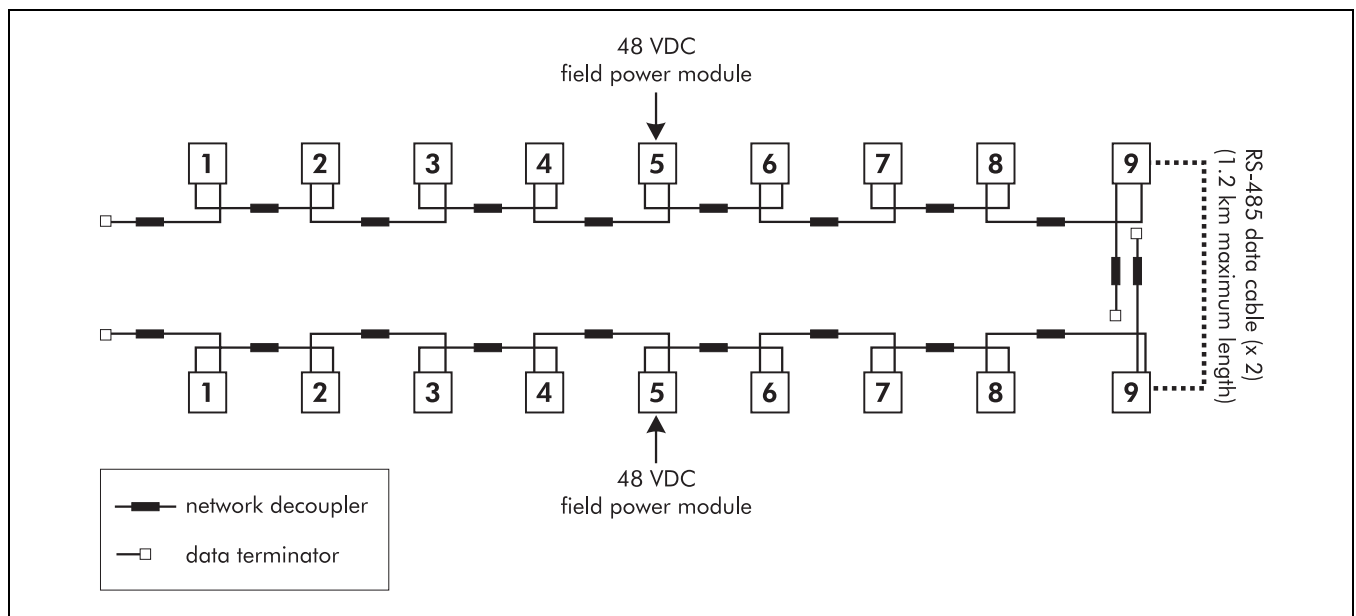 48 VDC
field power module
1 2 3 4 5 6 7 8 9
RS-485 data cable (x 2)
(1.2 km maximum length)
1 2 3 4 5 6 7 8 9
48 VDC
field power module
network decoupler
data terminator